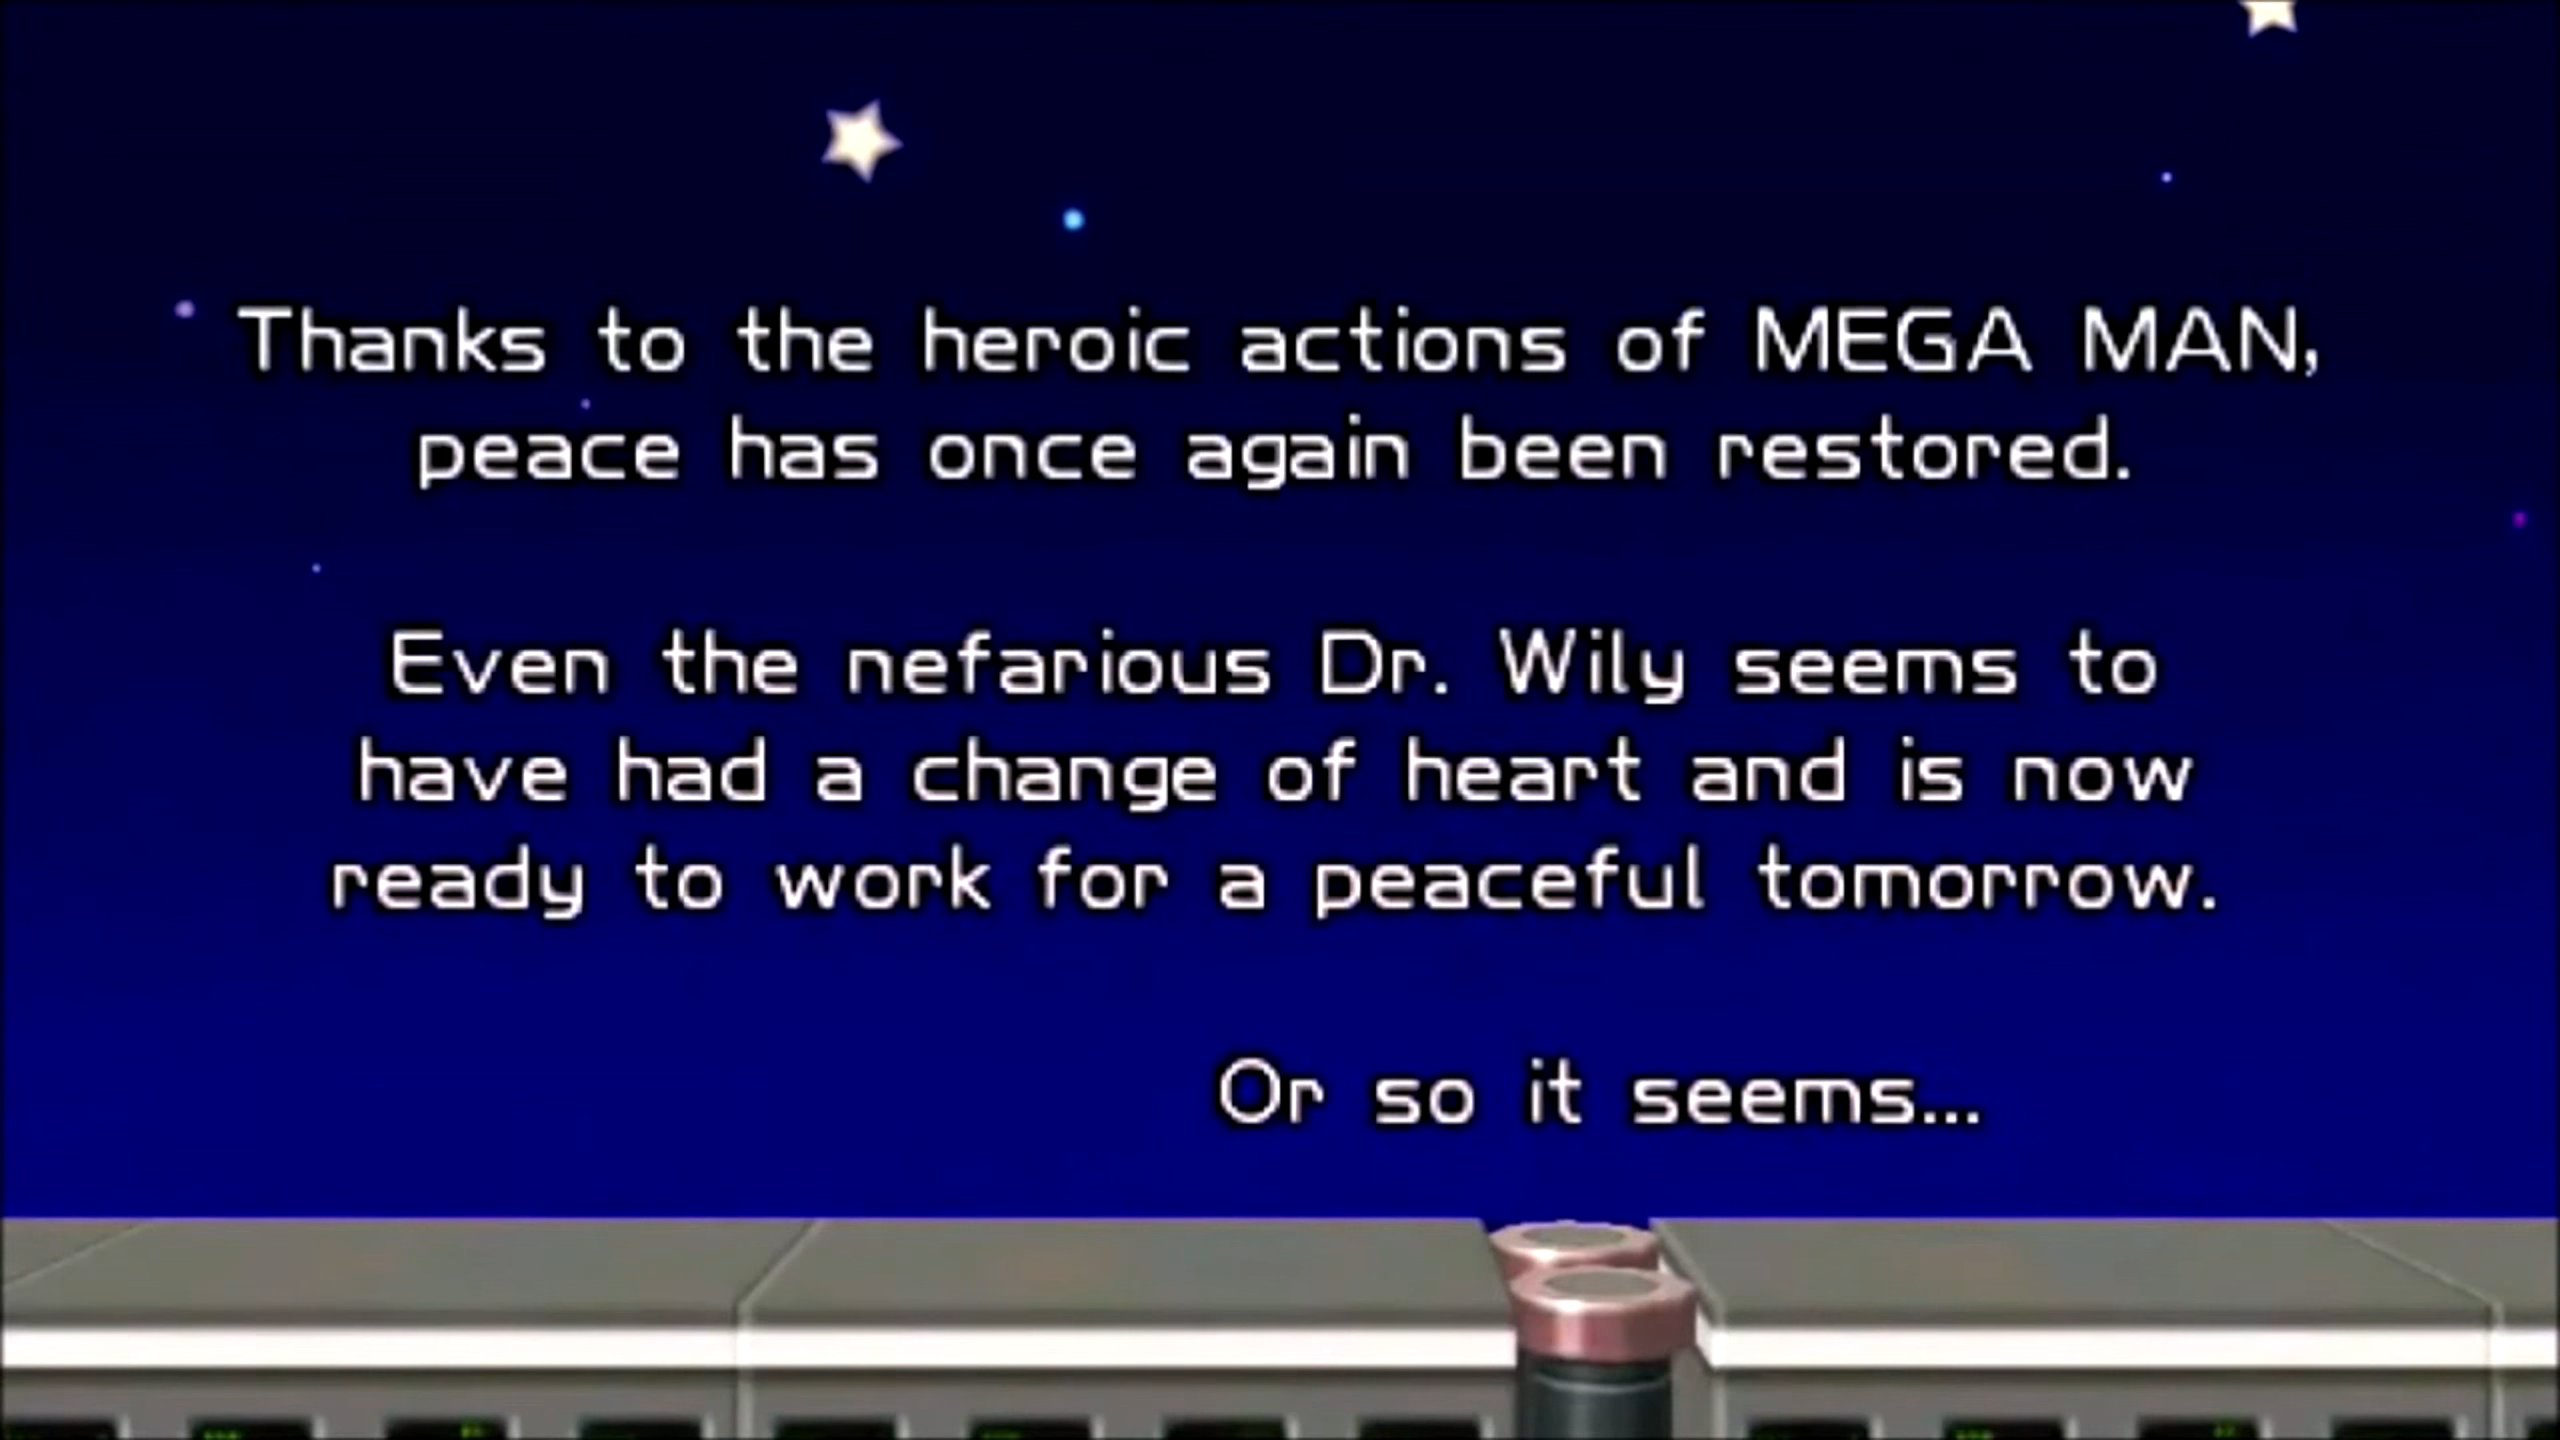 Thanks to the heroic actions of MEGA MAN,
peace has once again been restored.
Even the nefarious Dr. Wily seems to
have had a change of heart and is now
ready to work for a peaceful tomorrow.
Or so it seems...